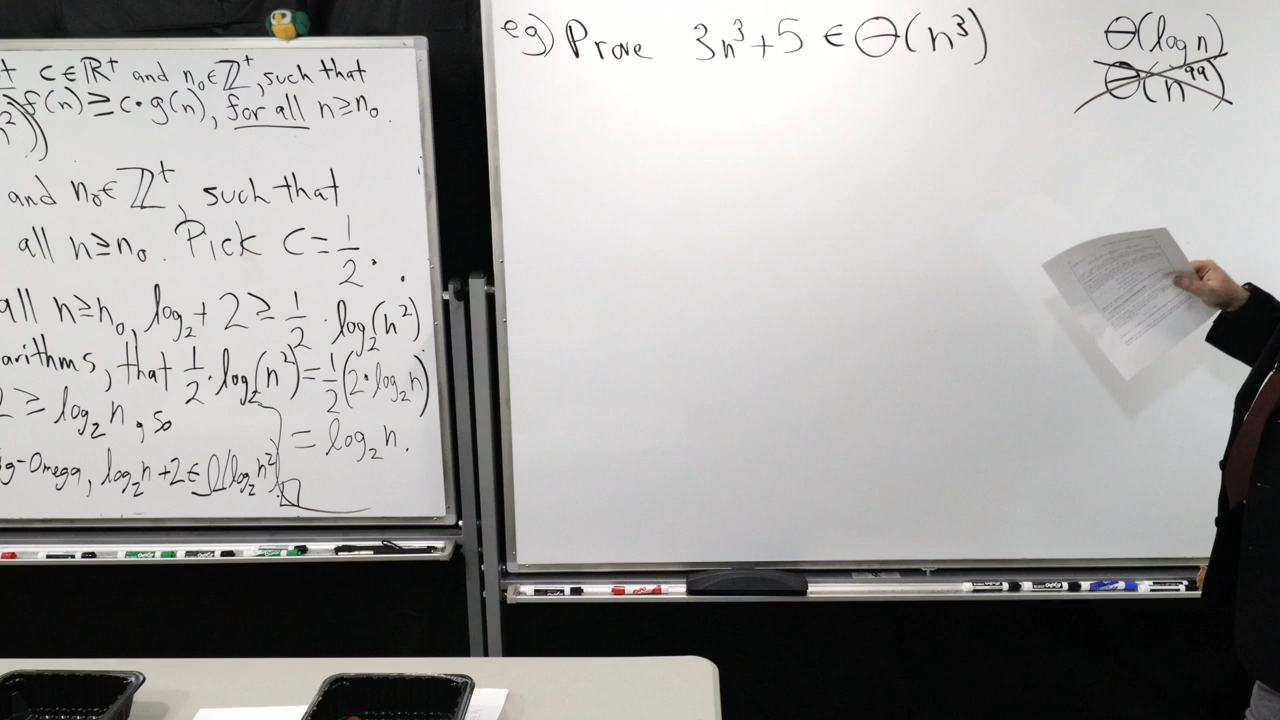 C∈ℝ⁺ and n₀∈ℤ⁺, such that
f(n) ≥ c·g(n), for all n≥n₀.
n²))
and n₀∈ℤ⁺, such that
all n≥n₀. Pick C=1/2.
all n≥n₀, log₂+2 ≥ 1/2·log₂(n²)
arithms, that 1/2·log₂(n²)=1/2(2·log₂n)
2 ≥ log₂n, so
= log₂n.
ig-Omega, log₂n+2∈Ω(log₂n²) □
eg) Prove 3n³+5 ∈ Θ(n³)
Θ(log n)
Θ(n⁹⁹)